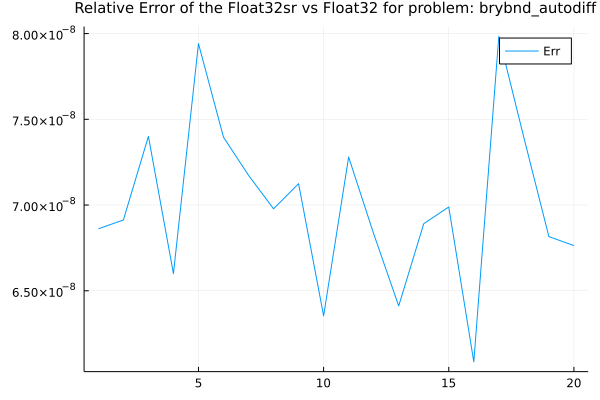 Relative Error of the Float32sr vs Float32 for problem: brybnd_autodiff
8.00×10⁻⁸
Err
7.50×10⁻⁸
7.00×10⁻⁸
6.50×10⁻⁸
5 10 15 20